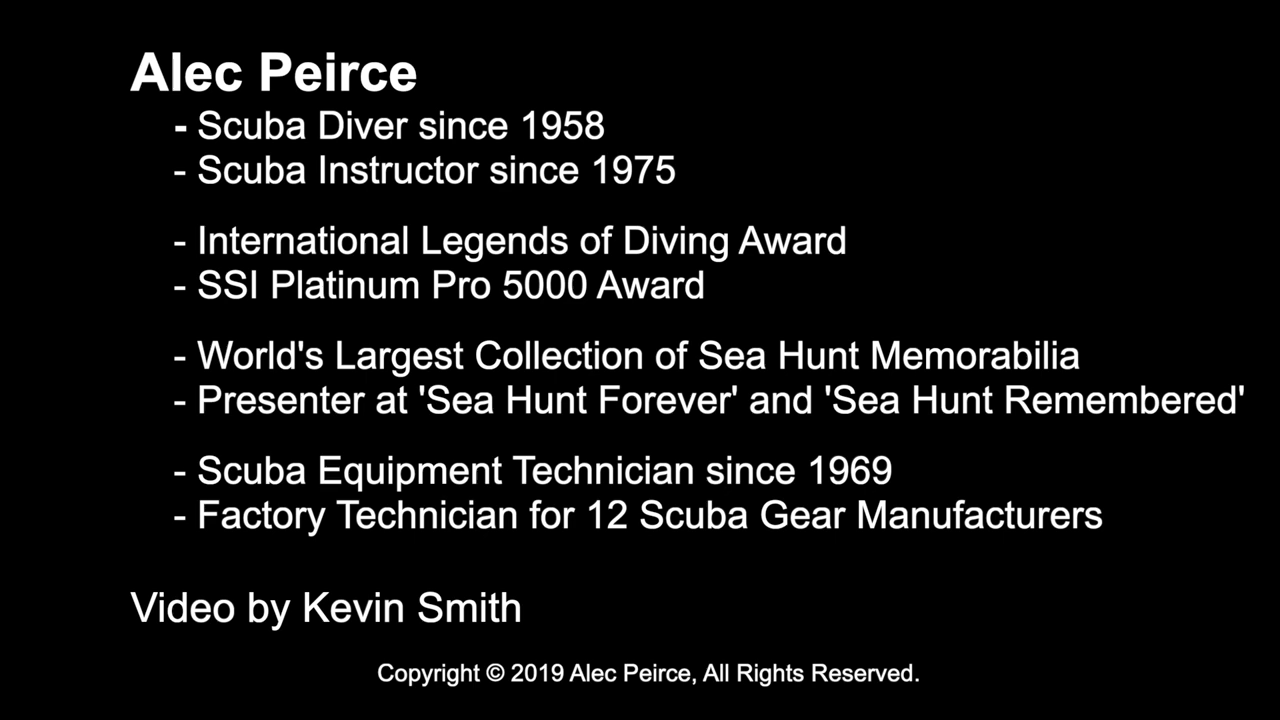 Alec Peirce
- Scuba Diver since 1958
- Scuba Instructor since 1975
- International Legends of Diving Award
- SSI Platinum Pro 5000 Award
- World's Largest Collection of Sea Hunt Memorabilia
- Presenter at 'Sea Hunt Forever' and 'Sea Hunt Remembered'
- Scuba Equipment Technician since 1969
- Factory Technician for 12 Scuba Gear Manufacturers
Video by Kevin Smith
Copyright © 2019 Alec Peirce, All Rights Reserved.